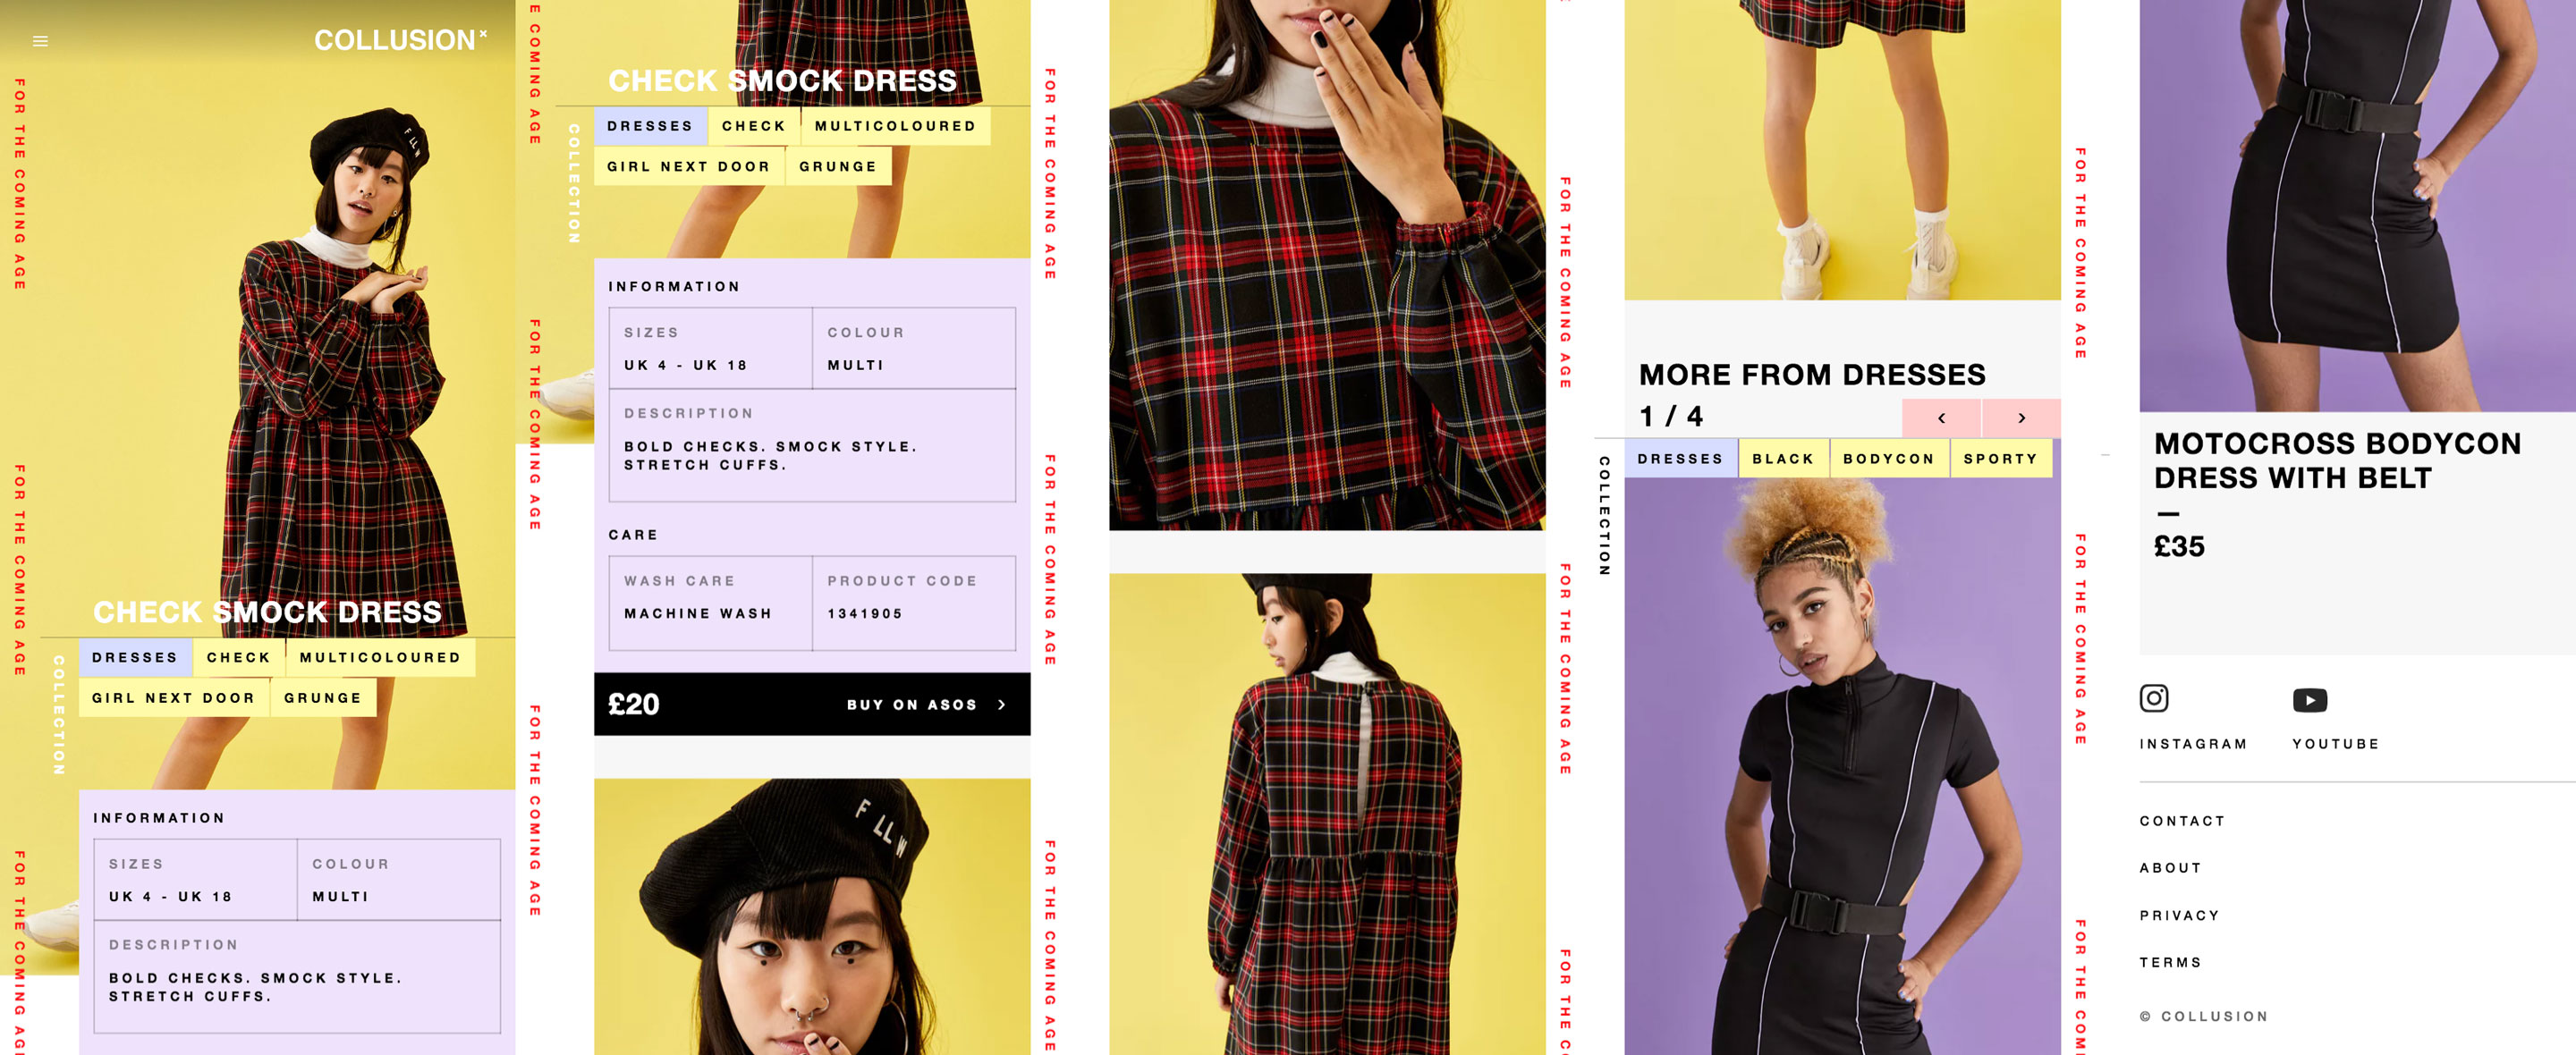 COLLUSION×
FOR THE COMING AGE
FOR THE COMING AGE
FOR THE COMING AGE
FLLW
CHECK SMOCK DRESS
COLLECTION
DRESSES
CHECK
MULTICOLOURED
GIRL NEXT DOOR
GRUNGE
INFORMATION
SIZES
COLOUR
UK 4 - UK 18
MULTI
DESCRIPTION
BOLD CHECKS. SMOCK STYLE.
STRETCH CUFFS.
E COMING AGE
FOR THE COMING AGE
FOR THE COMING AGE
CHECK SMOCK DRESS
COLLECTION
DRESSES
CHECK
MULTICOLOURED
GIRL NEXT DOOR
GRUNGE
INFORMATION
SIZES
COLOUR
UK 4 - UK 18
MULTI
DESCRIPTION
BOLD CHECKS. SMOCK STYLE.
STRETCH CUFFS.
CARE
WASH CARE
PRODUCT CODE
MACHINE WASH
1341905
£20
BUY ON ASOS >
FLLW
FOR THE COMING AGE
FOR THE COMING AGE
FOR THE COMING AGE
FOR THE COMING AGE
FOR THE COMING AGE
FOR THE C
MORE FROM DRESSES
1 / 4
< >
COLLECTION
DRESSES
BLACK
BODYCON
SPORTY
FOR THE COMING AGE
FOR THE COMING AGE
FOR THE COM
MOTOCROSS BODYCON
DRESS WITH BELT
—
£35
INSTAGRAM
YOUTUBE
CONTACT
ABOUT
PRIVACY
TERMS
© COLLUSION